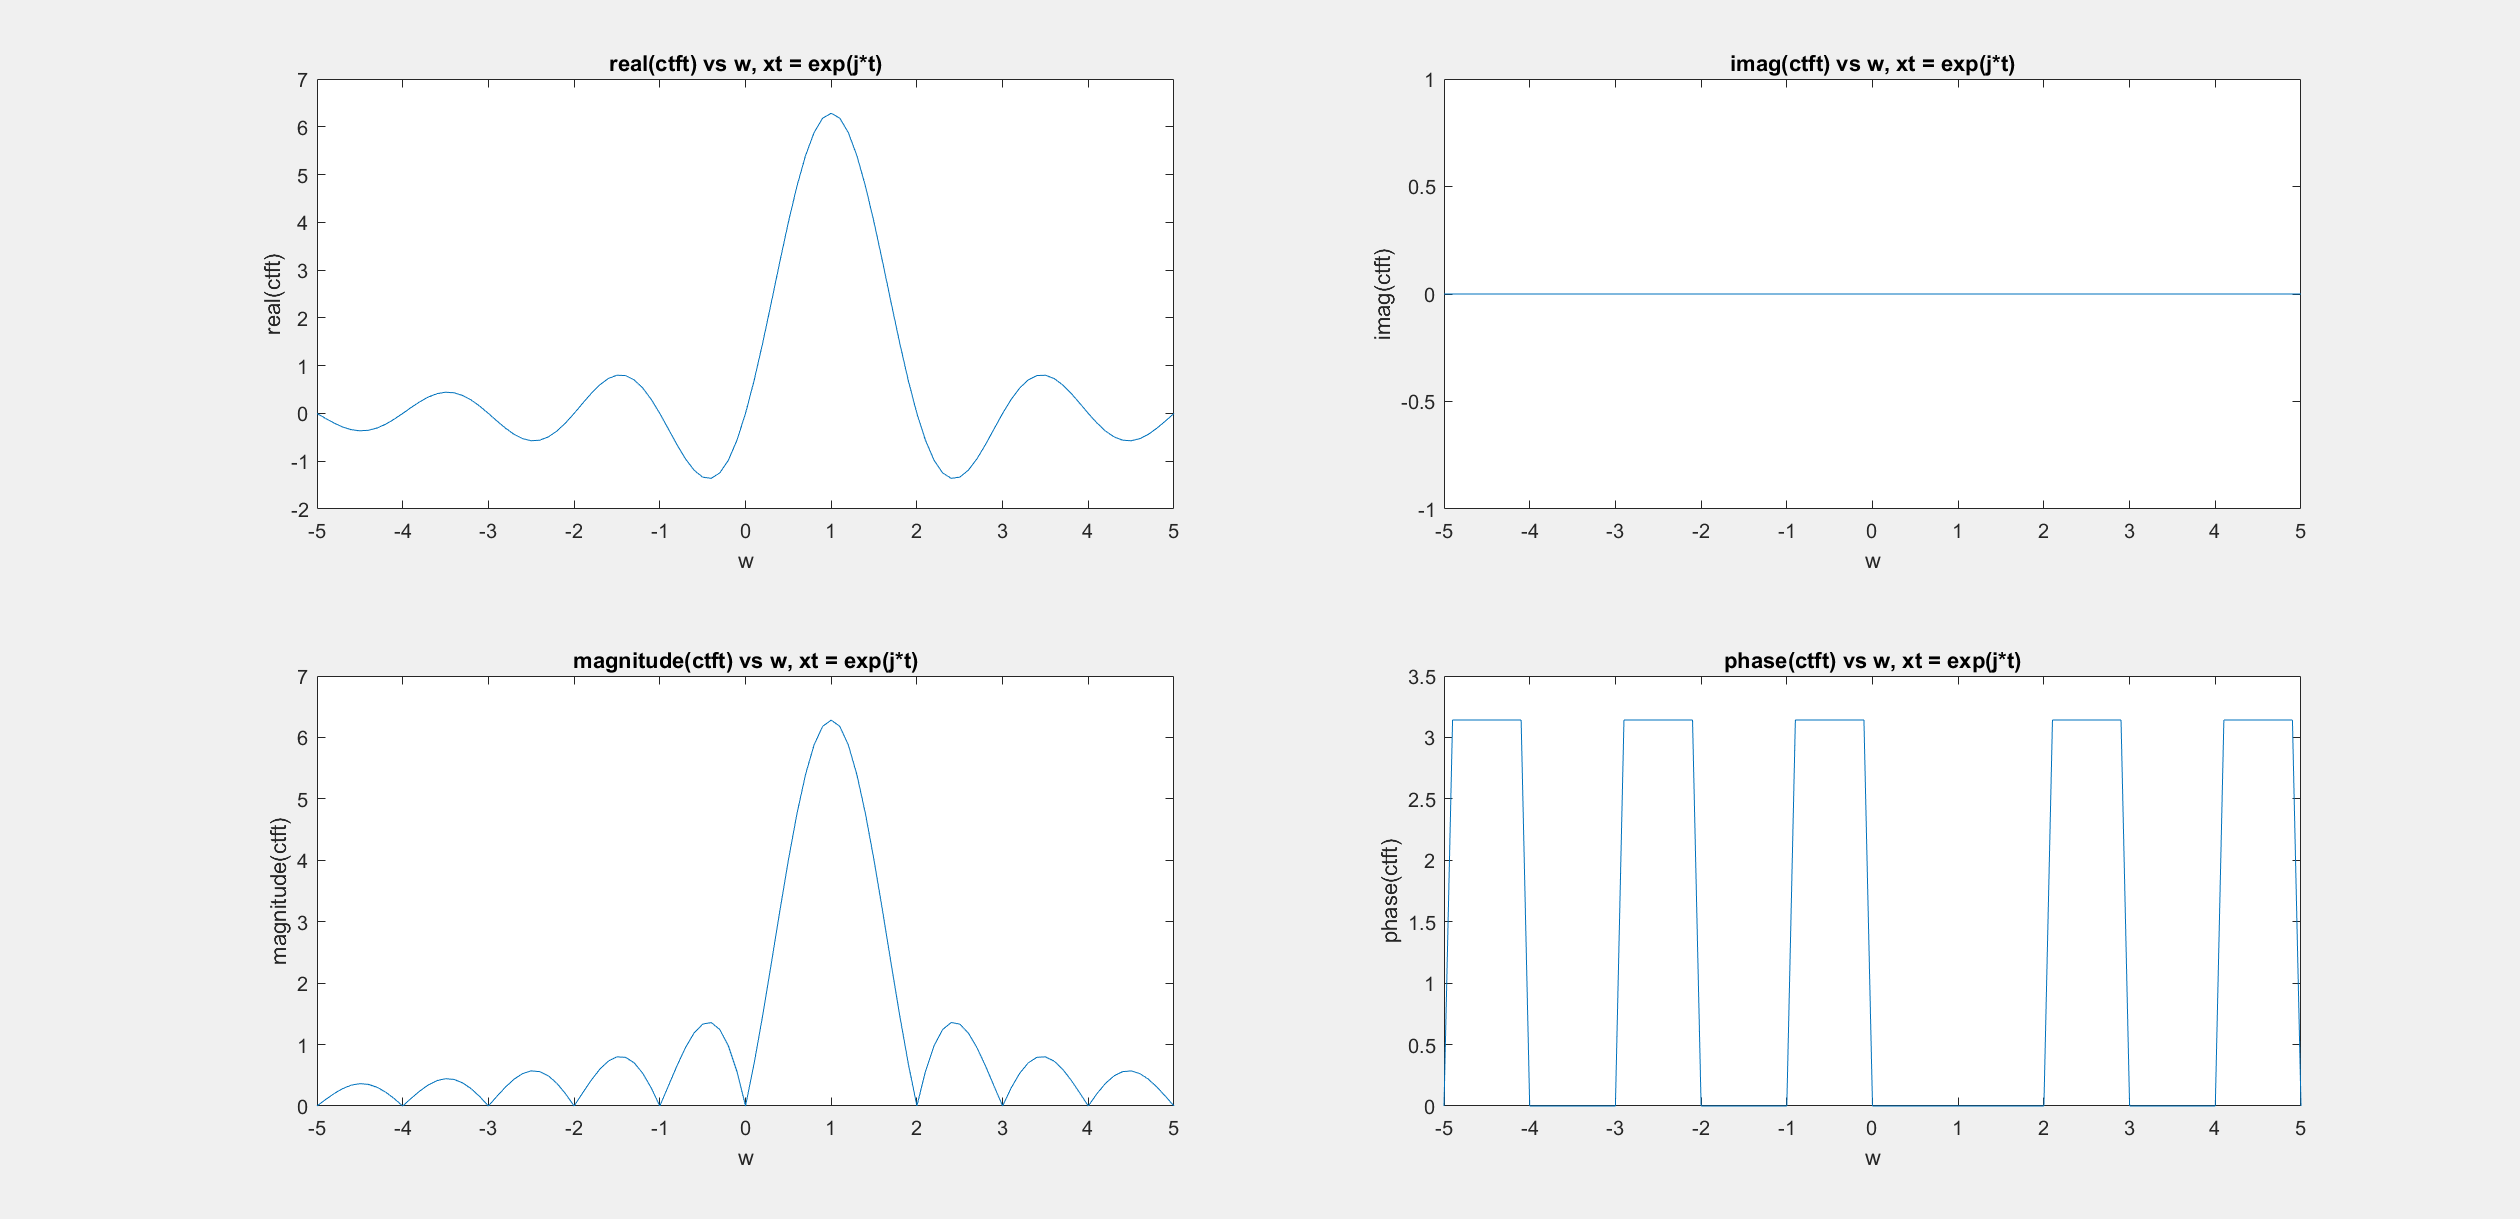 real(ctft) vs w, xt = exp(j*t)
7
6
5
4
3
2
1
0
-1
-2
real(ctft)
-5 -4 -3 -2 -1 0 1 2 3 4 5
w
imag(ctft) vs w, xt = exp(j*t)
1
0.5
0
-0.5
-1
imag(ctft)
-5 -4 -3 -2 -1 0 1 2 3 4 5
w
magnitude(ctft) vs w, xt = exp(j*t)
7
6
5
4
3
2
1
0
magnitude(ctft)
-5 -4 -3 -2 -1 0 1 2 3 4 5
w
phase(ctft) vs w, xt = exp(j*t)
3.5
3
2.5
2
1.5
1
0.5
0
phase(ctft)
-5 -4 -3 -2 -1 0 1 2 3 4 5
w